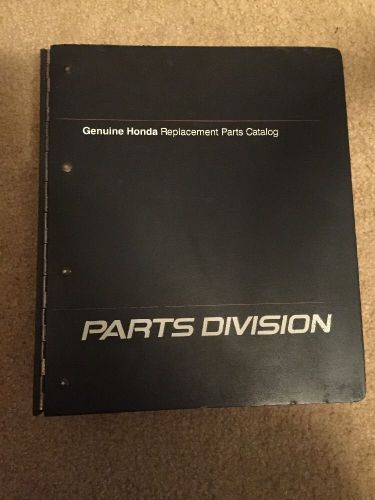 Genuine Honda Replacement Parts Catalog
PARTS DIVISION